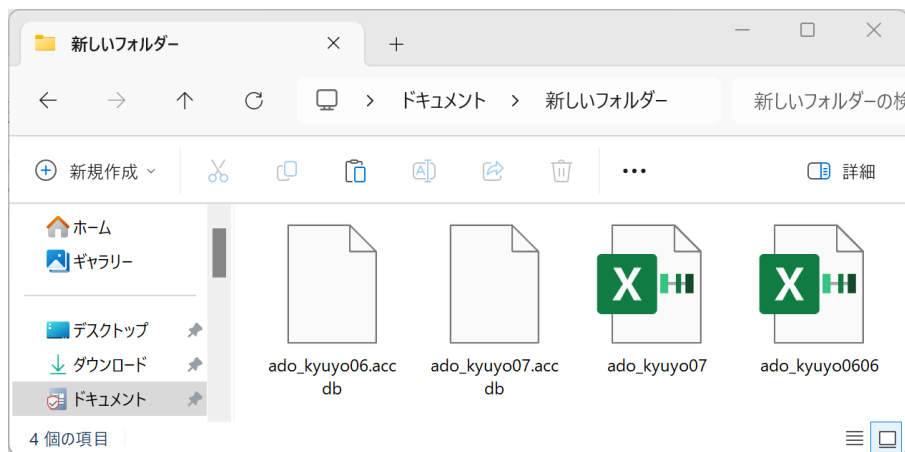 新しいフォルダー
ドキュメント > 新しいフォルダー
新しいフォルダーの検
新規作成
詳細
ホーム
ギャラリー
デスクトップ
ダウンロード
ドキュメント
ado_kyuyo06.acc
db
ado_kyuyo07.acc
db
ado_kyuyo07
ado_kyuyo0606
4 個の項目